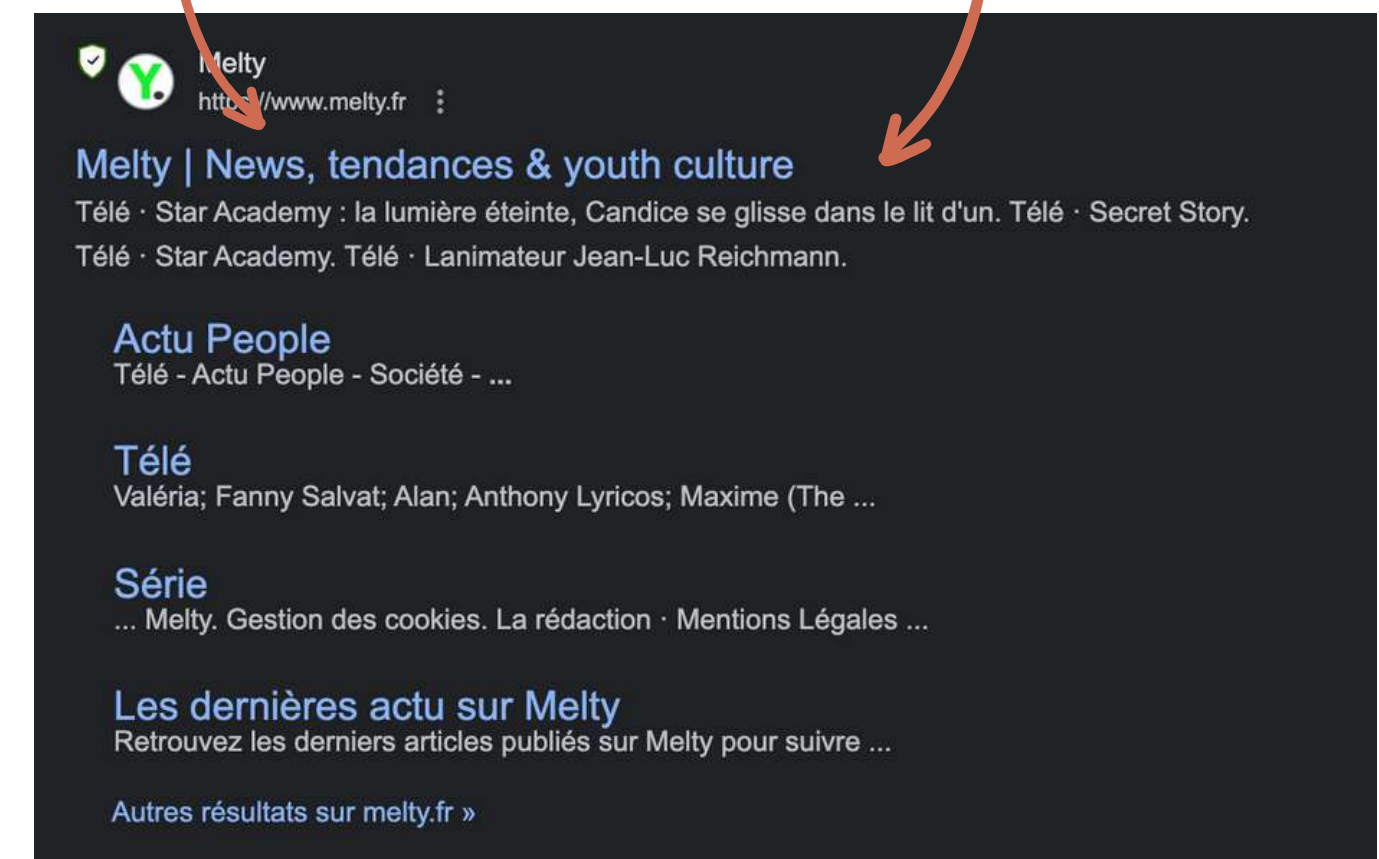 Y.
Melty
https://www.melty.fr
Melty | News, tendances & youth culture
Télé · Star Academy : la lumière éteinte, Candice se glisse dans le lit d'un. Télé · Secret Story.
Télé · Star Academy. Télé · Lanimateur Jean-Luc Reichmann.
Actu People
Télé - Actu People - Société - ...
Télé
Valéria; Fanny Salvat; Alan; Anthony Lyricos; Maxime (The ...
Série
... Melty. Gestion des cookies. La rédaction · Mentions Légales ...
Les dernières actu sur Melty
Retrouvez les derniers articles publiés sur Melty pour suivre ...
Autres résultats sur melty.fr »